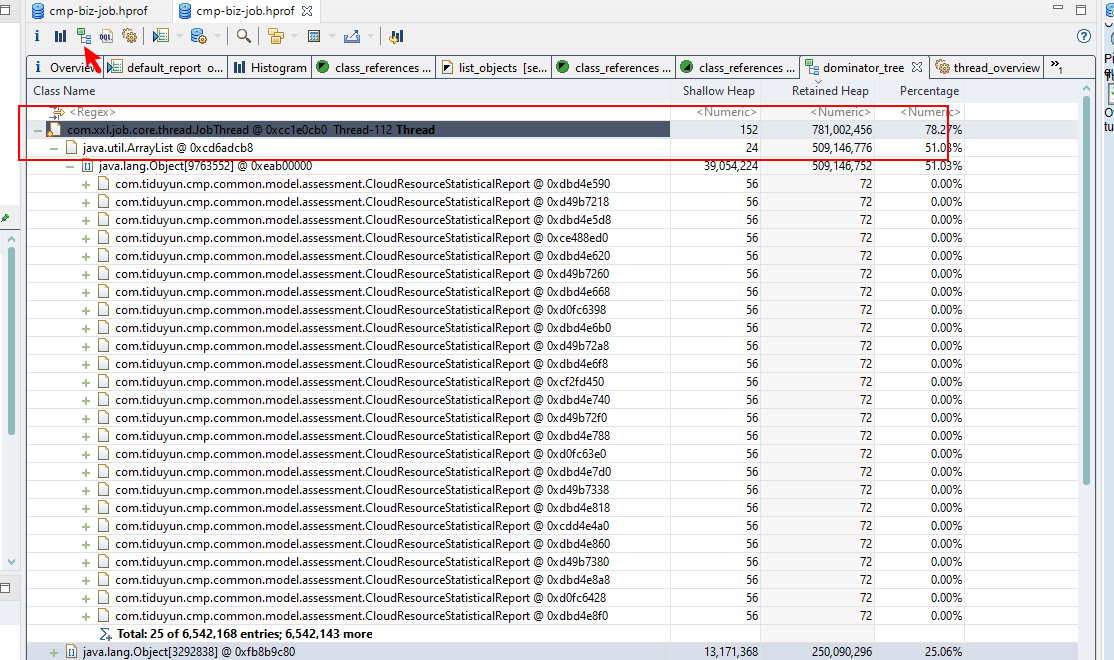 cmp-biz-job.hprof cmp-biz-job.hprof
i OQL
i Overview default_report o... Histogram class_references ... list_objects [se... class_references ... class_references ... dominator_tree thread_overview »1
Class Name Shallow Heap Retained Heap Percentage
<Regex> <Numeric> <Numeric> <Numeric>
com.xxl.job.core.thread.JobThread @ 0xcc1e0cb0 Thread-112 Thread 152 781,002,456 78.27%
java.util.ArrayList @ 0xcd6adcb8 24 509,146,776 51.03%
java.lang.Object[9763552] @ 0xeab00000 39,054,224 509,146,752 51.03%
com.tiduyun.cmp.common.model.assessment.CloudResourceStatisticalReport @ 0xdbd4e590 56 72 0.00%
com.tiduyun.cmp.common.model.assessment.CloudResourceStatisticalReport @ 0xd49b7218 56 72 0.00%
com.tiduyun.cmp.common.model.assessment.CloudResourceStatisticalReport @ 0xdbd4e5d8 56 72 0.00%
com.tiduyun.cmp.common.model.assessment.CloudResourceStatisticalReport @ 0xce488ed0 56 72 0.00%
com.tiduyun.cmp.common.model.assessment.CloudResourceStatisticalReport @ 0xdbd4e620 56 72 0.00%
com.tiduyun.cmp.common.model.assessment.CloudResourceStatisticalReport @ 0xd49b7260 56 72 0.00%
com.tiduyun.cmp.common.model.assessment.CloudResourceStatisticalReport @ 0xdbd4e668 56 72 0.00%
com.tiduyun.cmp.common.model.assessment.CloudResourceStatisticalReport @ 0xd0fc6398 56 72 0.00%
com.tiduyun.cmp.common.model.assessment.CloudResourceStatisticalReport @ 0xdbd4e6b0 56 72 0.00%
com.tiduyun.cmp.common.model.assessment.CloudResourceStatisticalReport @ 0xd49b72a8 56 72 0.00%
com.tiduyun.cmp.common.model.assessment.CloudResourceStatisticalReport @ 0xdbd4e6f8 56 72 0.00%
com.tiduyun.cmp.common.model.assessment.CloudResourceStatisticalReport @ 0xcf2fd450 56 72 0.00%
com.tiduyun.cmp.common.model.assessment.CloudResourceStatisticalReport @ 0xdbd4e740 56 72 0.00%
com.tiduyun.cmp.common.model.assessment.CloudResourceStatisticalReport @ 0xd49b72f0 56 72 0.00%
com.tiduyun.cmp.common.model.assessment.CloudResourceStatisticalReport @ 0xdbd4e788 56 72 0.00%
com.tiduyun.cmp.common.model.assessment.CloudResourceStatisticalReport @ 0xd0fc63e0 56 72 0.00%
com.tiduyun.cmp.common.model.assessment.CloudResourceStatisticalReport @ 0xdbd4e7d0 56 72 0.00%
com.tiduyun.cmp.common.model.assessment.CloudResourceStatisticalReport @ 0xd49b7338 56 72 0.00%
com.tiduyun.cmp.common.model.assessment.CloudResourceStatisticalReport @ 0xdbd4e818 56 72 0.00%
com.tiduyun.cmp.common.model.assessment.CloudResourceStatisticalReport @ 0xcdd4e4a0 56 72 0.00%
com.tiduyun.cmp.common.model.assessment.CloudResourceStatisticalReport @ 0xdbd4e860 56 72 0.00%
com.tiduyun.cmp.common.model.assessment.CloudResourceStatisticalReport @ 0xd49b7380 56 72 0.00%
com.tiduyun.cmp.common.model.assessment.CloudResourceStatisticalReport @ 0xdbd4e8a8 56 72 0.00%
com.tiduyun.cmp.common.model.assessment.CloudResourceStatisticalReport @ 0xd0fc6428 56 72 0.00%
com.tiduyun.cmp.common.model.assessment.CloudResourceStatisticalReport @ 0xdbd4e8f0 56 72 0.00%
Total: 25 of 6,542,168 entries; 6,542,143 more
java.lang.Object[3292838] @ 0xfb8b9c80 13,171,368 250,090,296 25.06%